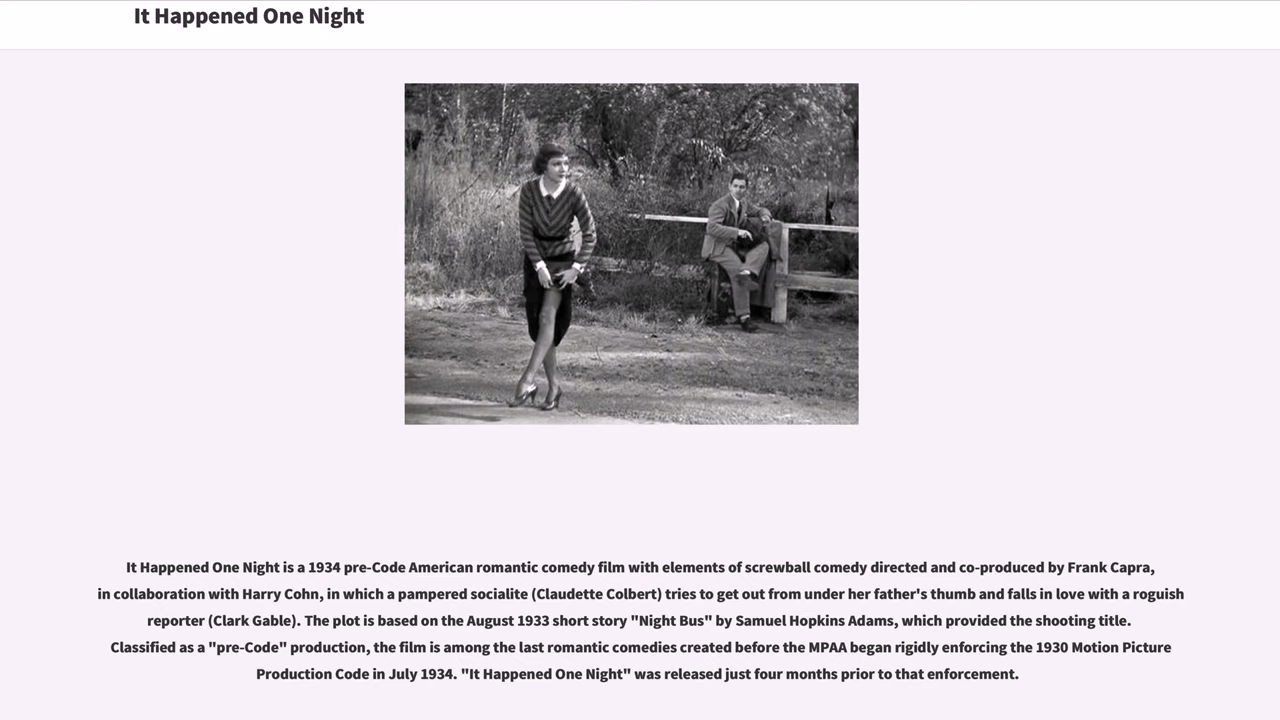 It Happened One Night
It Happened One Night is a 1934 pre-Code American romantic comedy film with elements of screwball comedy directed and co-produced by Frank Capra,
in collaboration with Harry Cohn, in which a pampered socialite (Claudette Colbert) tries to get out from under her father's thumb and falls in love with a roguish
reporter (Clark Gable). The plot is based on the August 1933 short story "Night Bus" by Samuel Hopkins Adams, which provided the shooting title.
Classified as a "pre-Code" production, the film is among the last romantic comedies created before the MPAA began rigidly enforcing the 1930 Motion Picture
Production Code in July 1934. "It Happened One Night" was released just four months prior to that enforcement.